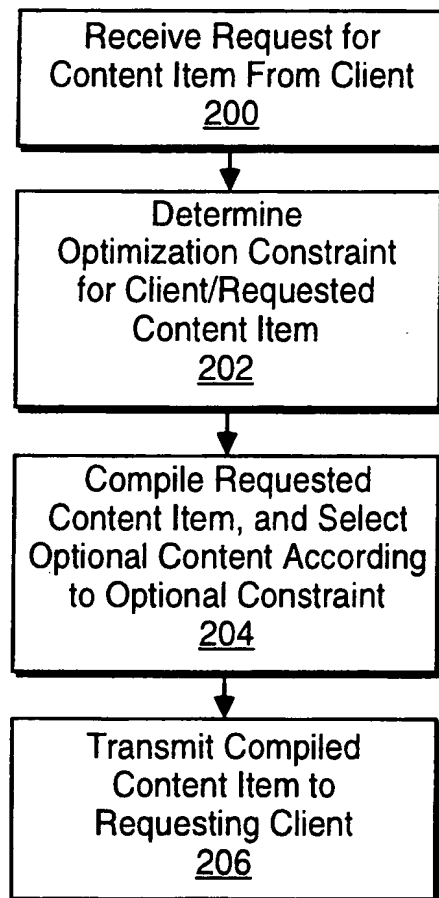 Receive Request for
Content Item From Client
200
Determine
Optimization Constraint
for Client/Requested
Content Item
202
Compile Requested
Content Item, and Select
Optional Content According
to Optional Constraint
204
Transmit Compiled
Content Item to
Requesting Client
206